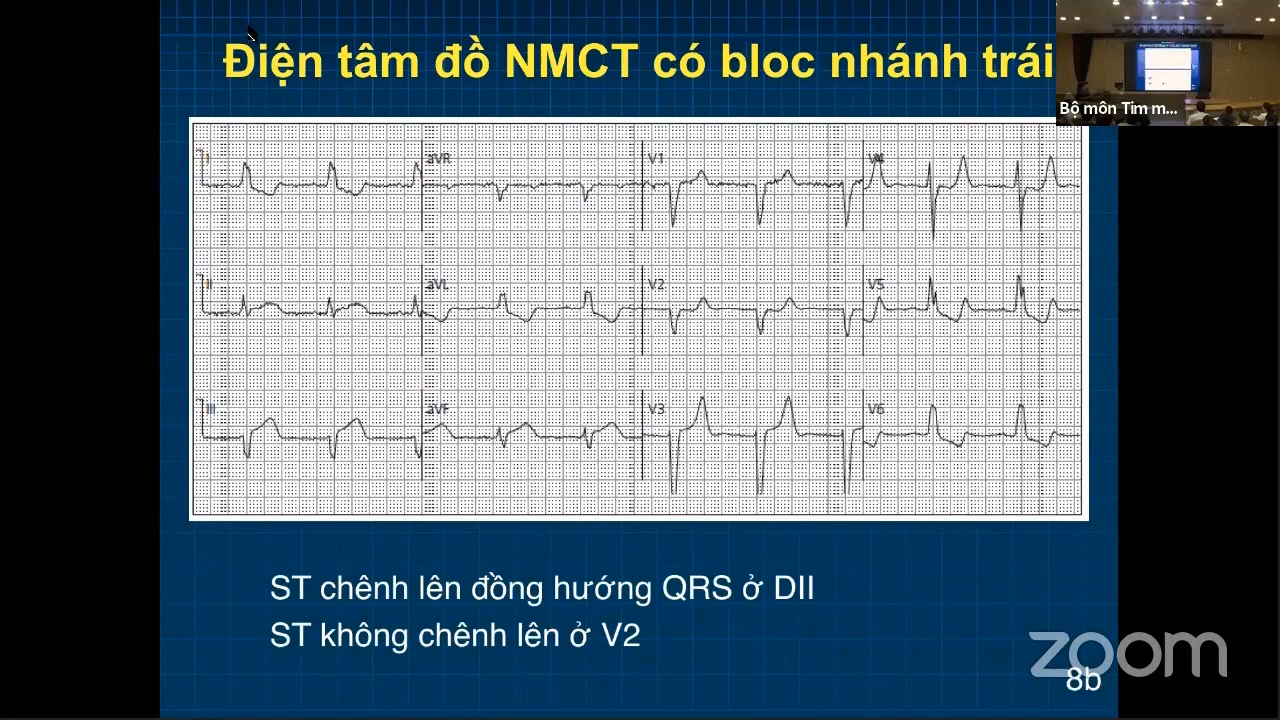 Điện tâm đồ NMCT có bloc nhánh trái
Bộ môn Tim m...
I
aVR
V1
V4
II
aVL
V2
V5
III
aVF
V3
V6
ST chênh lên đồng hướng QRS ở DII
ST không chênh lên ở V2
zoom
8b